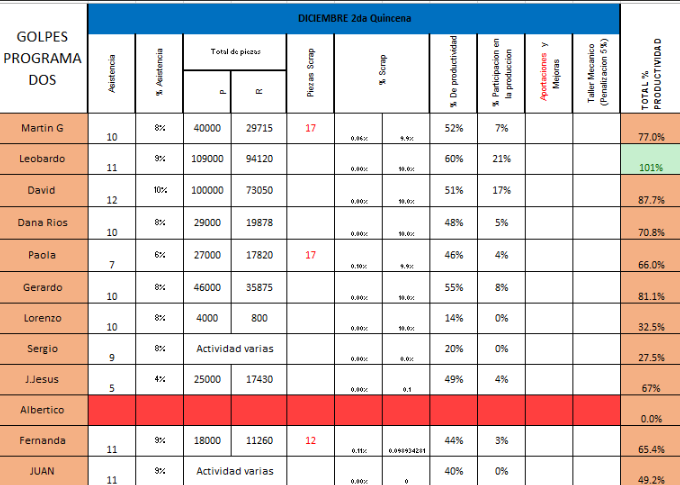 GOLPES PROGRAMADOS DICIEMBRE 2da Quincena
Asistencia % Asistencia Total de piezas P R Piezas Scrap % Scrap % De productividad % Participacion en la produccion Aportaciones y Mejoras Taller Mecanico (Penalizacion 5%) TOTAL % PRODUCTIVIDAD
Martin G 10 8% 40000 29715 17 0.06% 9.9% 52% 7% 77.0%
Leobardo 11 9% 109000 94120 0.00% 10.0% 60% 21% 101%
David 12 10% 100000 73050 0.00% 10.0% 51% 17% 87.7%
Dana Rios 10 8% 29000 19878 0.00% 10.0% 48% 5% 70.8%
Paola 7 6% 27000 17820 17 0.10% 9.9% 46% 4% 66.0%
Gerardo 10 8% 46000 35875 0.00% 10.0% 55% 8% 81.1%
Lorenzo 10 8% 4000 800 0.00% 10.0% 14% 0% 32.5%
Sergio 9 8% Actividad varias 0.00% 0.0% 20% 0% 27.5%
J.Jesus 5 4% 25000 17430 0.00% 0.1 49% 4% 67%
Albertico 0.0%
Fernanda 11 9% 18000 11260 12 0.11% 0.098934281 44% 3% 65.4%
JUAN 11 9% Actividad varias 0.00% 0 40% 0% 49.2%